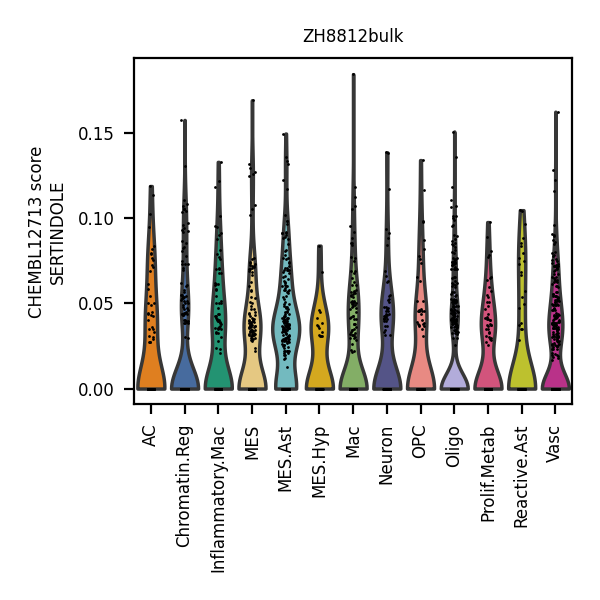 ZH8812bulk
CHEMBL12713 score
SERTINDOLE
0.15
0.10
0.05
0.00
AC
Chromatin.Reg
Inflammatory.Mac
MES
MES.Ast
MES.Hyp
Mac
Neuron
OPC
Oligo
Prolif.Metab
Reactive.Ast
Vasc